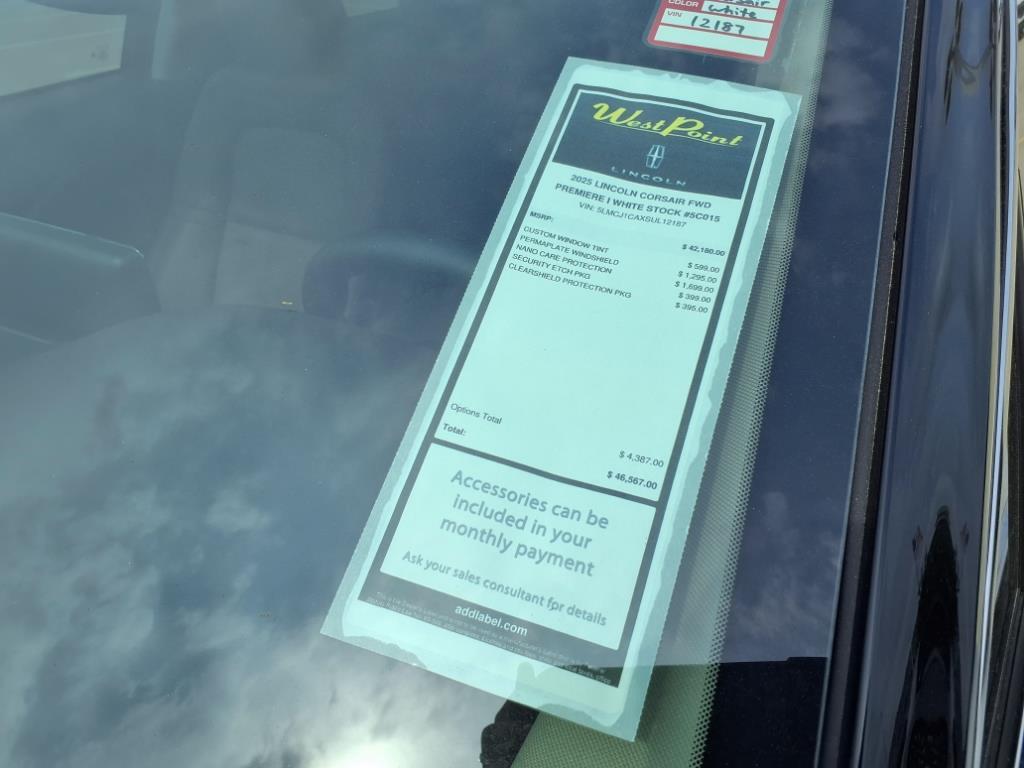 COLOR white
VIN 12187
West Point
LINCOLN
2025 LINCOLN CORSAIR FWD
PREMIERE I WHITE STOCK #5C015
VIN: 5LMCJ1CAXSUL12187
MSRP: $ 42,180.00
CUSTOM WINDOW TINT $ 599.00
PERMAPLATE WINDSHIELD $ 1,295.00
NANO CARE PROTECTION $ 1,699.00
SECURITY ETCH PKG $ 399.00
CLEARSHIELD PROTECTION PKG $ 395.00
Options Total $ 4,387.00
Total: $ 46,567.00
Accessories can be
included in your
monthly payment
Ask your sales consultant for details
addlabel.com